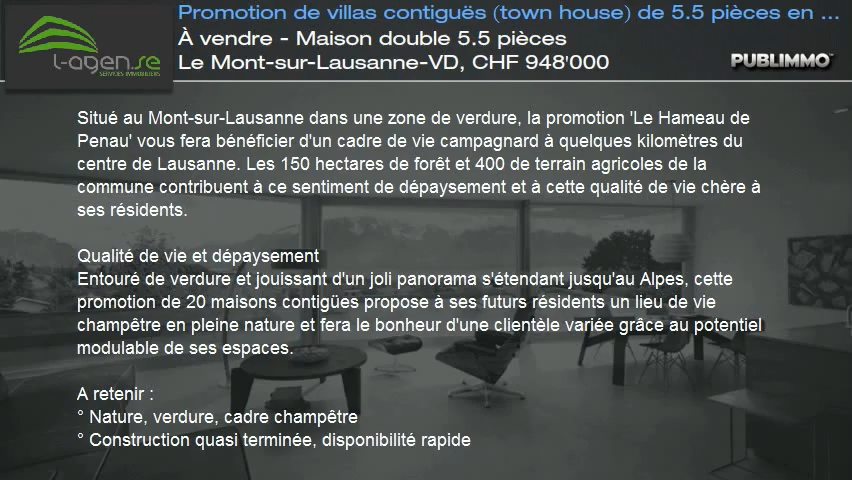 Promotion de villas contiguës (town house) de 5.5 pièces en ...
À vendre - Maison double 5.5 pièces
Le Mont-sur-Lausanne-VD, CHF 948'000
l-agen.se
SERVICES IMMOBILIERS
PUBLIMMO™
Situé au Mont-sur-Lausanne dans une zone de verdure, la promotion 'Le Hameau de
Penau' vous fera bénéficier d'un cadre de vie campagnard à quelques kilomètres du
centre de Lausanne. Les 150 hectares de forêt et 400 de terrain agricoles de la
commune contribuent à ce sentiment de dépaysement et à cette qualité de vie chère à
ses résidents.
Qualité de vie et dépaysement
Entouré de verdure et jouissant d'un joli panorama s'étendant jusqu'au Alpes, cette
promotion de 20 maisons contigües propose à ses futurs résidents un lieu de vie
champêtre en pleine nature et fera le bonheur d'une clientèle variée grâce au potentiel
modulable de ses espaces.
A retenir :
° Nature, verdure, cadre champêtre
° Construction quasi terminée, disponibilité rapide